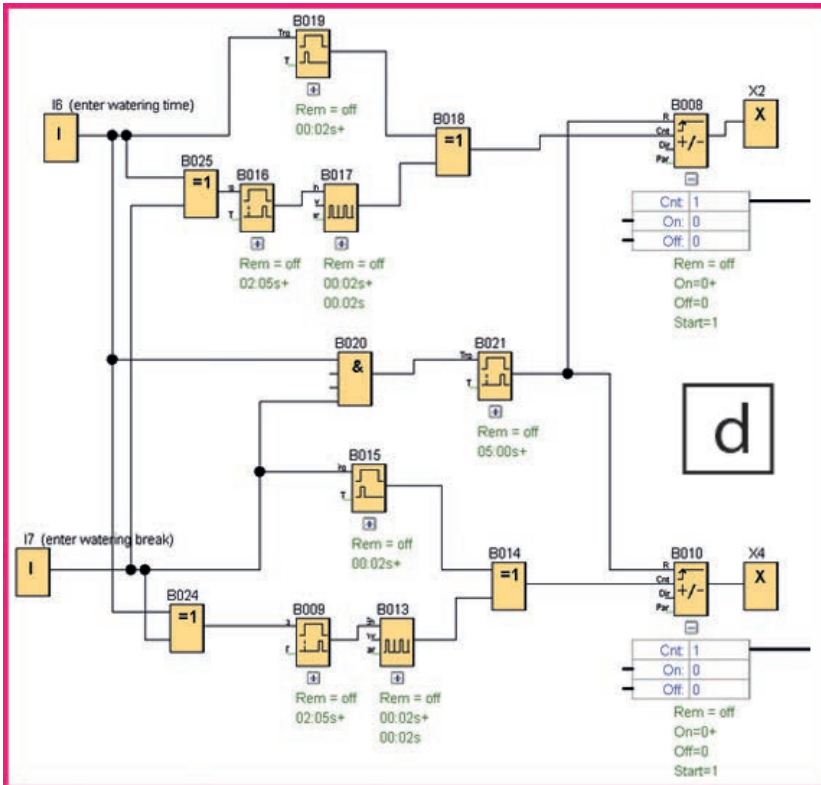 B019
Trg
T
Rem = off
00:02s+
I6 (enter watering time)
I
B018
=1
B008
R
Cnt
Dir
Par
+/-
X2
X
B025
=1
B016
T
Rem = off
02:05s+
B017
Rem = off
00:02s+
00:02s
Cnt: 1
On: 0
Off: 0
Rem = off
On=0+
Off=0
Start=1
B020
&
B021
Trg
T
Rem = off
05:00s+
d
B015
T
Rem = off
00:02s+
I7 (enter watering break)
I
B014
=1
B010
R
Cnt
Dir
Par
+/-
X4
X
B024
=1
B009
Rem = off
02:05s+
B013
Rem = off
00:02s+
00:02s
Cnt: 1
On: 0
Off: 0
Rem = off
On=0+
Off=0
Start=1